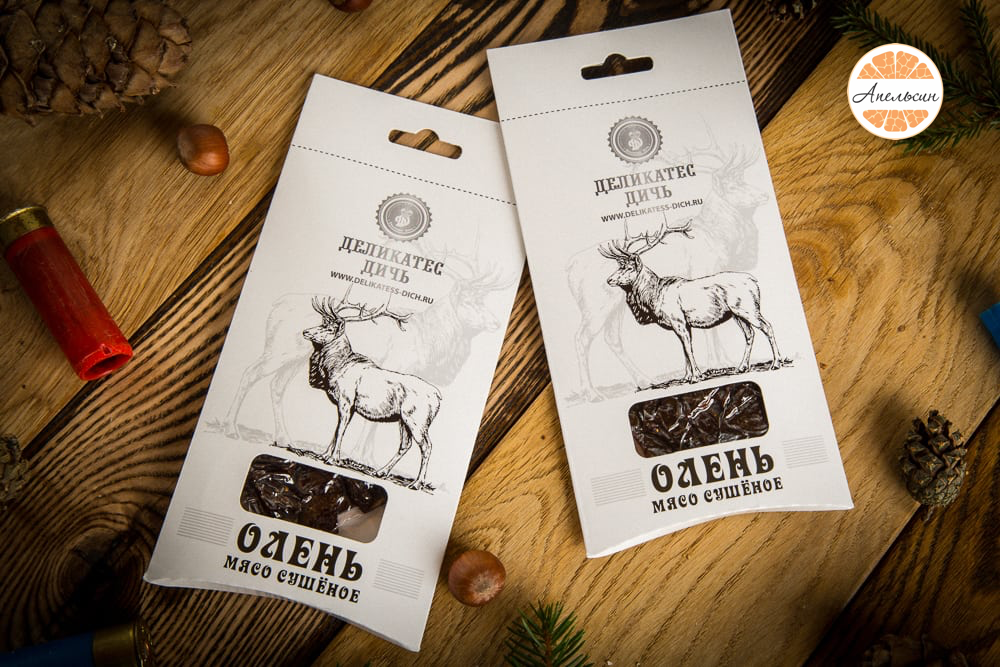 ДЕЛИКАТЕС
ДИЧЬ
WWW.DELIKATESS-DICH.RU
ОЛЕНЬ
МЯСО СУШЁНОЕ
ДЕЛИКАТЕС
ДИЧЬ
WWW.DELIKATESS-DICH.RU
ОЛЕНЬ
МЯСО СУШЁНОЕ
Апельсин